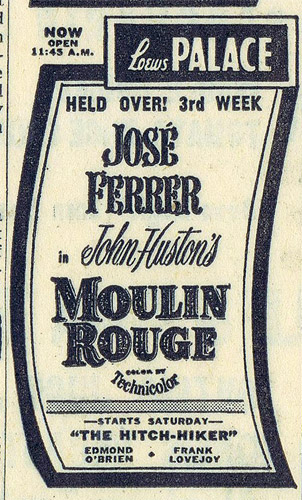 NOW
OPEN
11:45 A.M.
Loews PALACE
HELD OVER! 3rd WEEK
JOSÉ
FERRER
in John Huston's
MOULIN
ROUGE
COLOR BY
Technicolor
—STARTS SATURDAY—
"THE HITCH-HIKER"
EDMOND FRANK
O'BRIEN • LOVEJOY